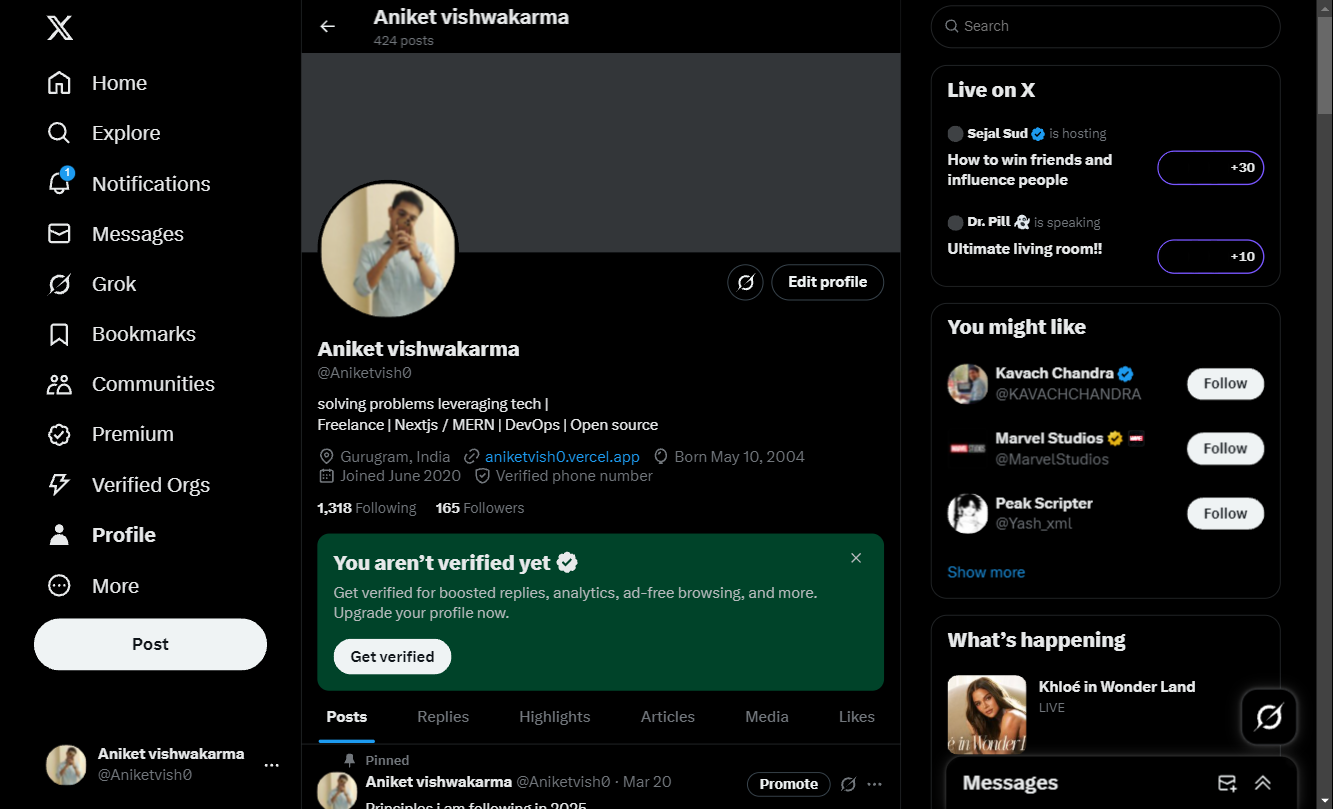 Home
Explore
1
Notifications
Messages
Grok
Bookmarks
Communities
Premium
Verified Orgs
Profile
More
Post
Aniket vishwakarma
@Aniketvish0
Aniket vishwakarma
424 posts
Edit profile
Aniket vishwakarma
@Aniketvish0
solving problems leveraging tech |
Freelance | Nextjs / MERN | DevOps | Open source
Gurugram, India aniketvish0.vercel.app Born May 10, 2004
Joined June 2020 Verified phone number
1,318 Following 165 Followers
You aren’t verified yet
Get verified for boosted replies, analytics, ad-free browsing, and more.
Upgrade your profile now.
Get verified
Posts Replies Highlights Articles Media Likes
Pinned
Aniket vishwakarma @Aniketvish0 · Mar 20
Promote
Principles i am following in 2025
Search
Live on X
Sejal Sud is hosting
How to win friends and
influence people
+30
Dr. Pill is speaking
Ultimate living room!!
+10
You might like
Kavach Chandra
@KAVACHCHANDRA
Follow
Marvel Studios
@MarvelStudios
Follow
Peak Scripter
@Yash_xml
Follow
Show more
What’s happening
Khloé in Wonder Land
LIVE
Messages